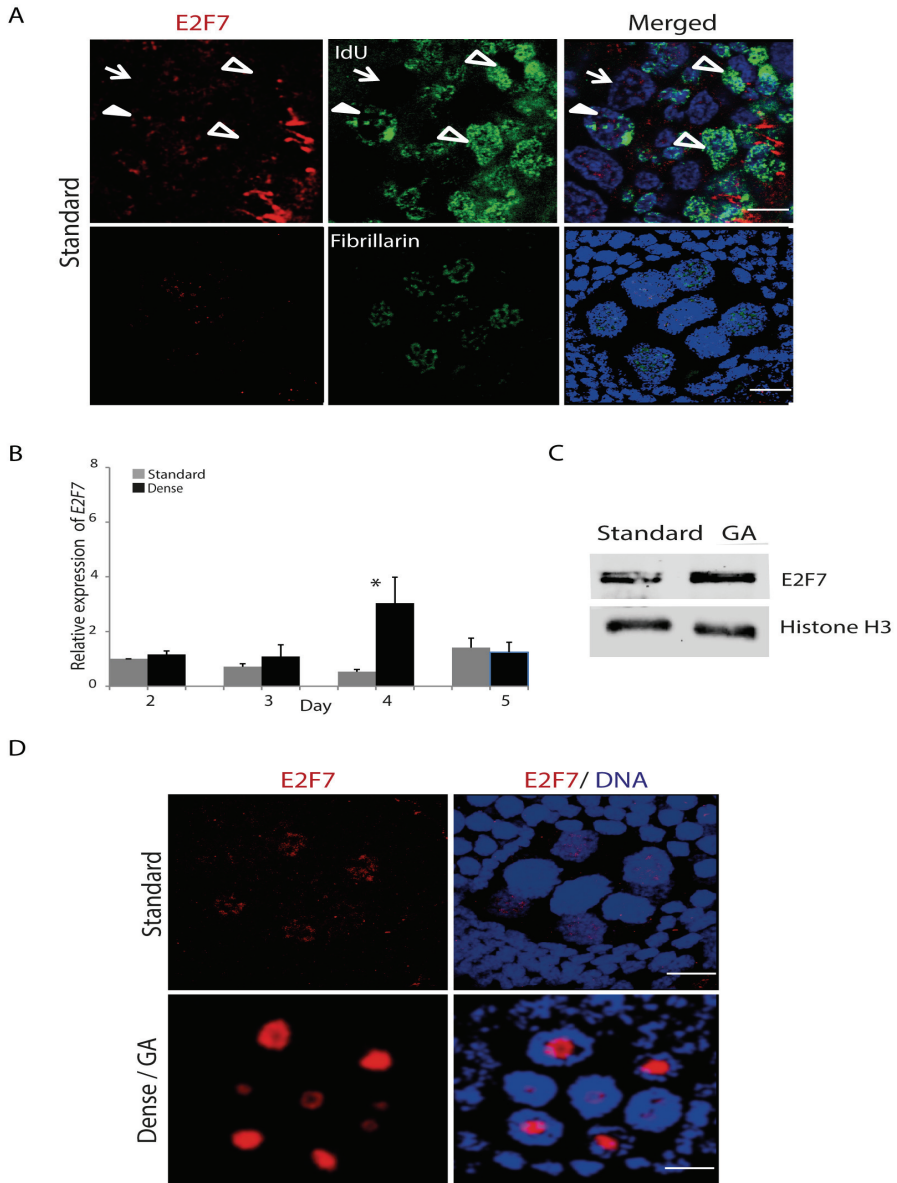 A
E2F7
Merged
IdU
Standard
Fibrillarin
B
Relative expression of E2F7
8
6
4
2
0
Standard
Dense
*
2
3
4
5
Day
C
Standard GA
E2F7
Histone H3
D
E2F7
E2F7/ DNA
Standard
Dense / GA